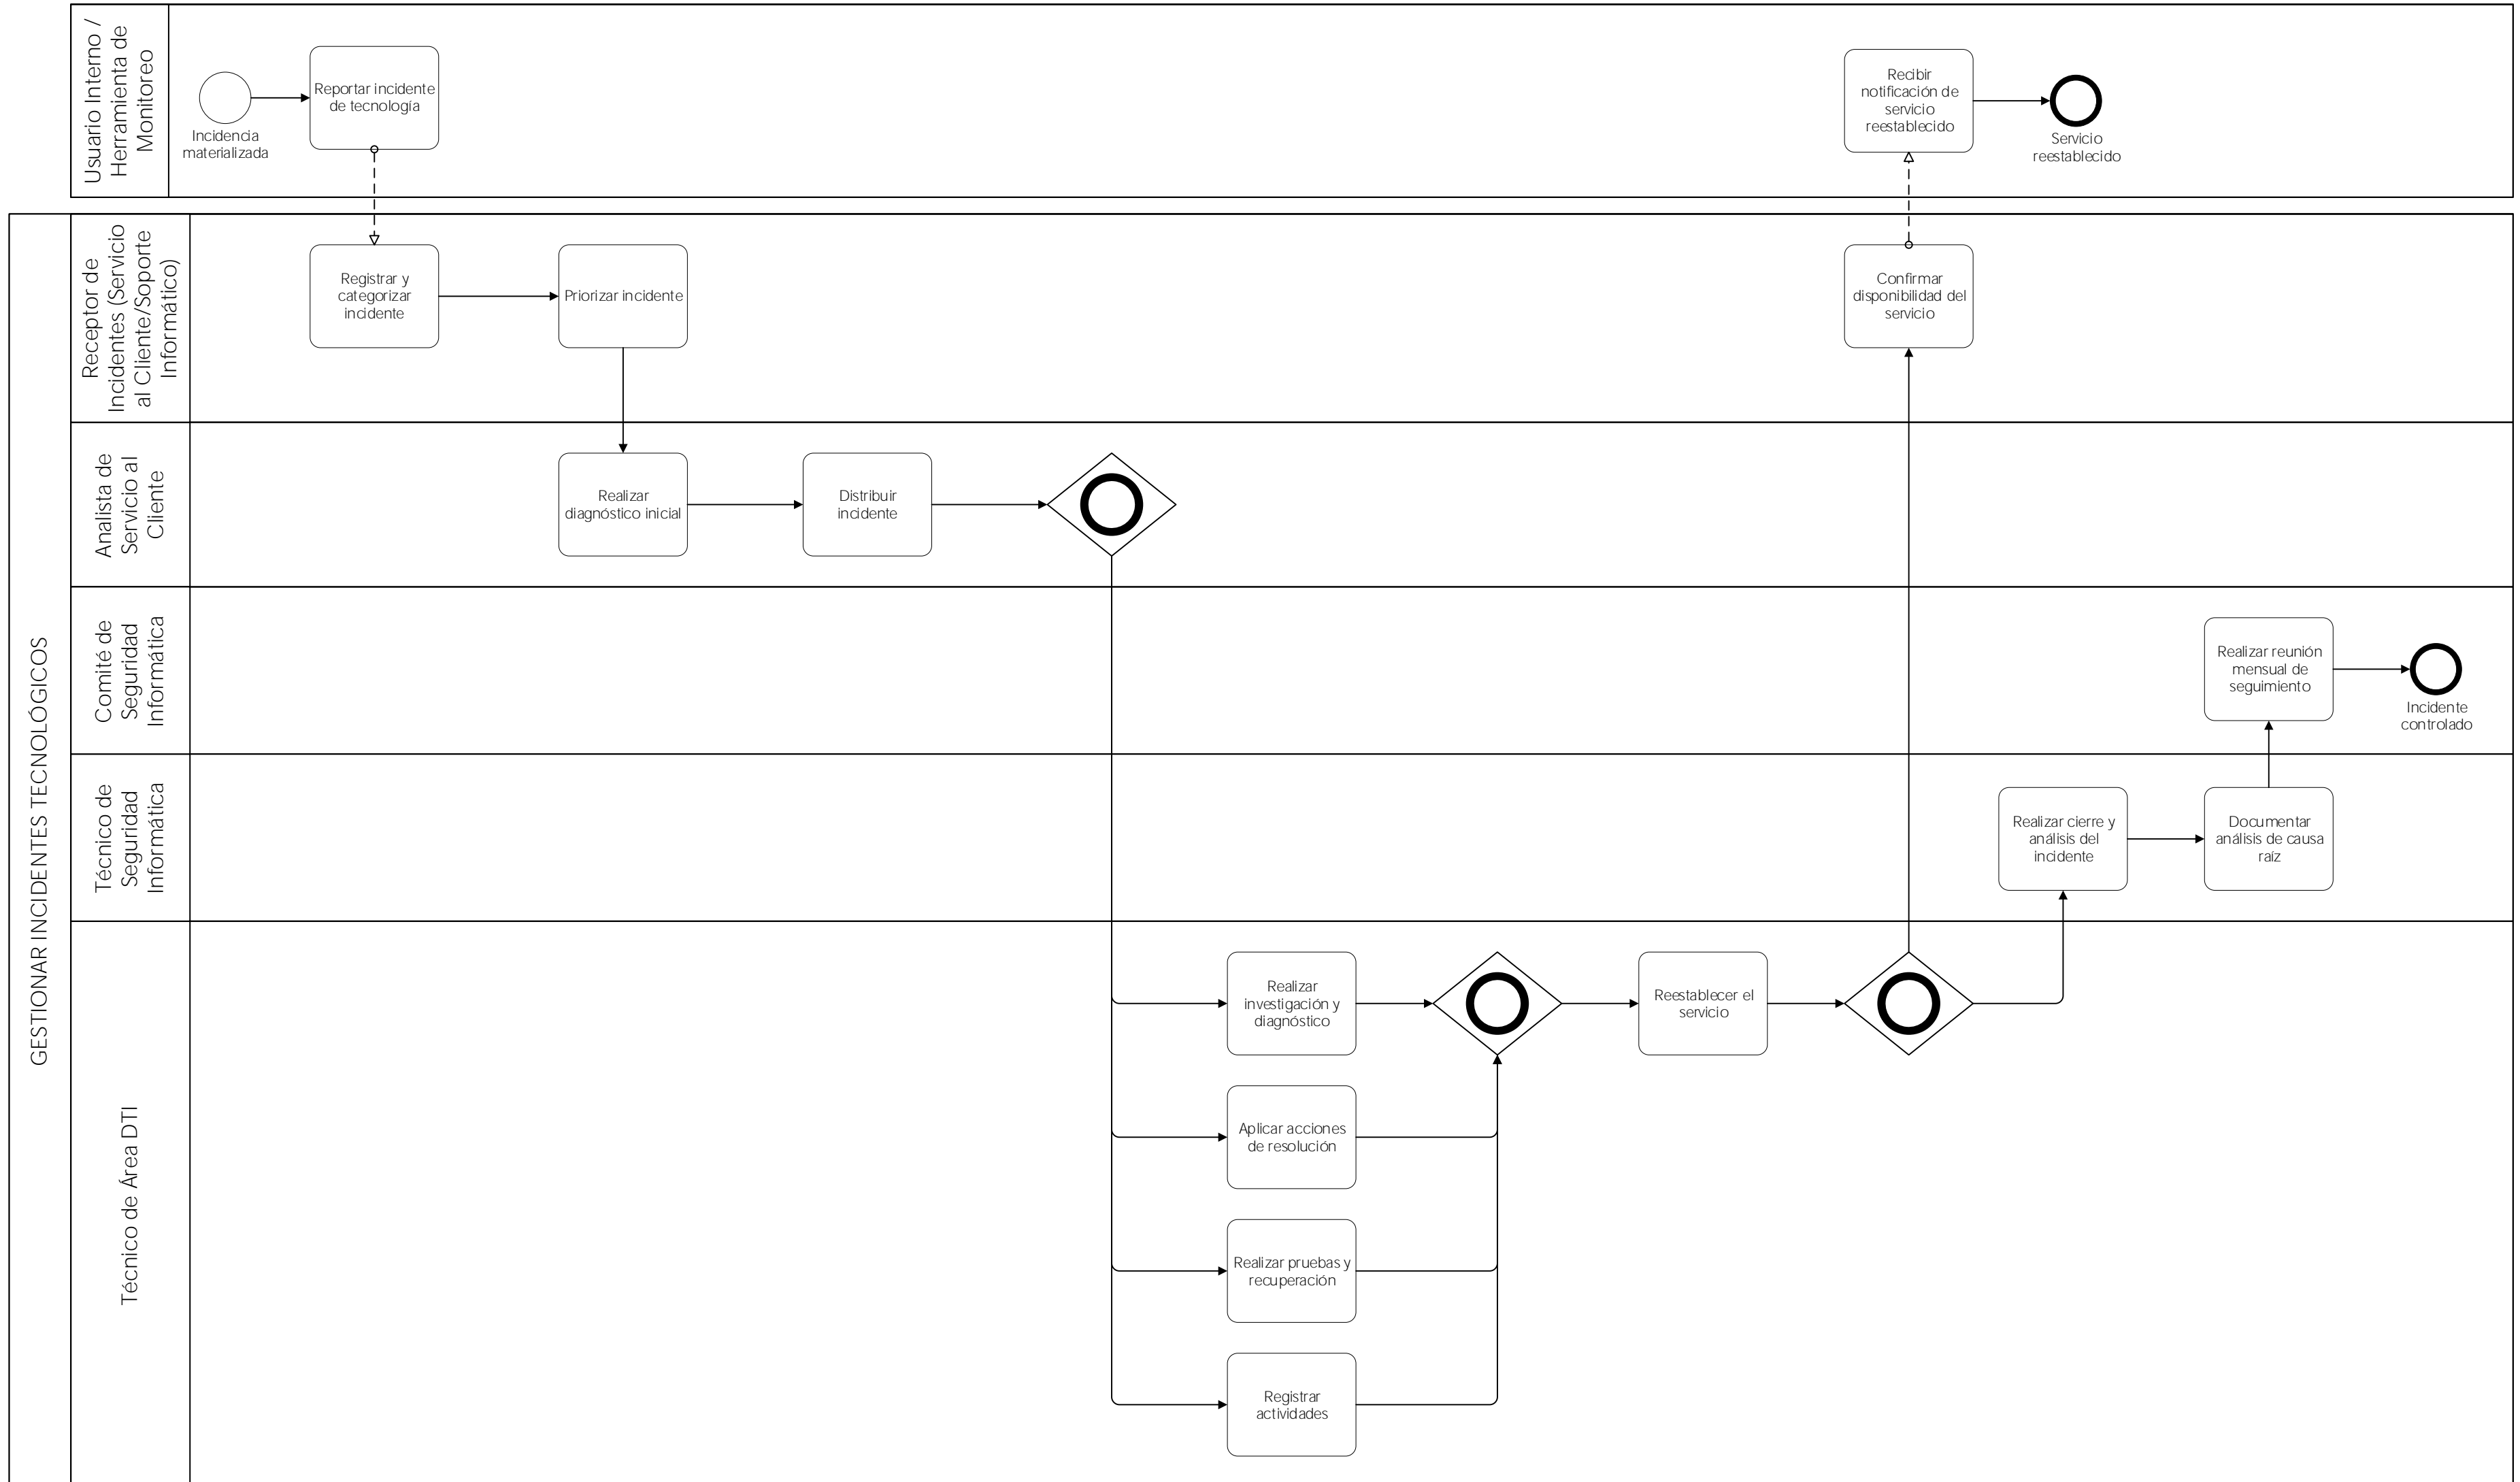 Usuario Interno /
Herramienta de
Monitoreo
Incidencia
materializada
Reportar incidente
de tecnología
Recibir
notificación de
servicio
reestablecido
Servicio
reestablecido
GESTIONAR INCIDENTES TECNOLÓGICOS
Receptor de
Incidentes (Servicio
al Cliente/Soporte
Informático)
Registrar y
categorizar
incidente
Priorizar incidente
Confirmar
disponibilidad del
servicio
Analista de
Servicio al
Cliente
Realizar
diagnóstico inicial
Distribuir
incidente
Comité de
Seguridad
Informática
Realizar reunión
mensual de
seguimiento
Incidente
controlado
Técnico de
Seguridad
Informática
Realizar cierre y
análisis del
incidente
Documentar
análisis de causa
raíz
Técnico de Área DTI
Realizar
investigación y
diagnóstico
Reestablecer el
servicio
Aplicar acciones
de resolución
Realizar pruebas y
recuperación
Registrar
actividades